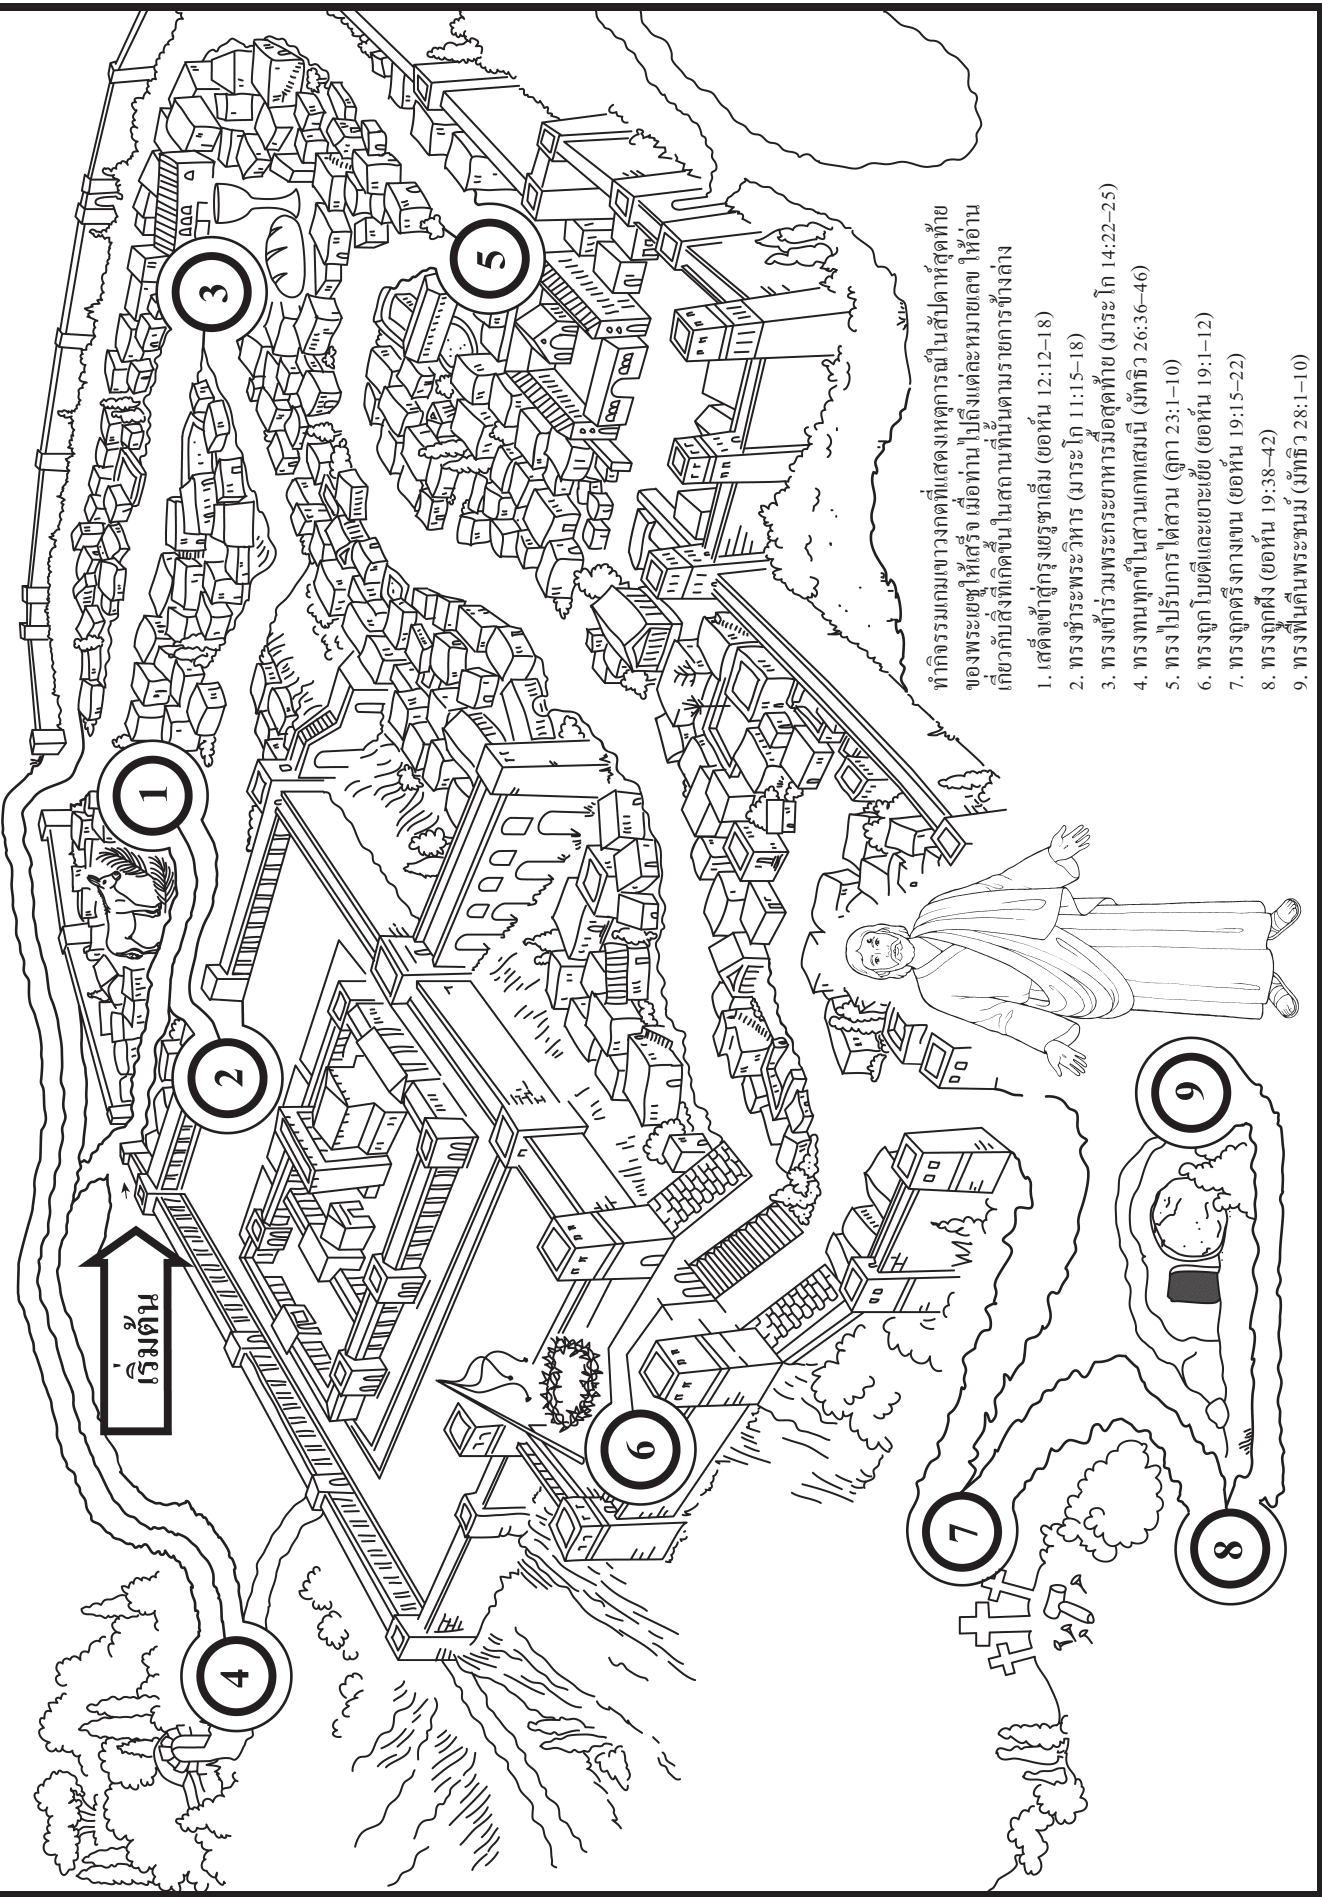 ทำกิจกรรมเกมเขาวงกตที่แสดงเหตุการณ์ในสัปดาห์สุดท้าย
ของพระเยซูให้เสร็จ เมื่อท่านไปถึงแต่ละหมายเลข ให้อ่าน
เกี่ยวกับสิ่งที่เกิดขึ้นในสถานที่นั้นตามรายการข้างล่าง
1. เสด็จเข้าสู่กรุงเยรูซาเล็ม (ยอห์น 12:12–18)
2. ทรงชำระพระวิหาร (มาระโก 11:15–18)
3. ทรงเข้าร่วมพระกระยาหารมื้อสุดท้าย (มาระโก 14:22–25)
4. ทรงทนทุกข์ในสวนเกทเสมนี (มัทธิว 26:36–46)
5. ทรงไปรับการไต่สวน (ลูกา 23:1–10)
6. ทรงถูกโบยตีและเยาะเย้ย (ยอห์น 19:1–12)
7. ทรงถูกตรึงกางเขน (ยอห์น 19:15–22)
8. ทรงถูกฝัง (ยอห์น 19:38–42)
9. ทรงฟื้นคืนพระชนม์ (มัทธิว 28:1–10)
เริ่มต้น
1
2
3
4
5
6
7
8
9